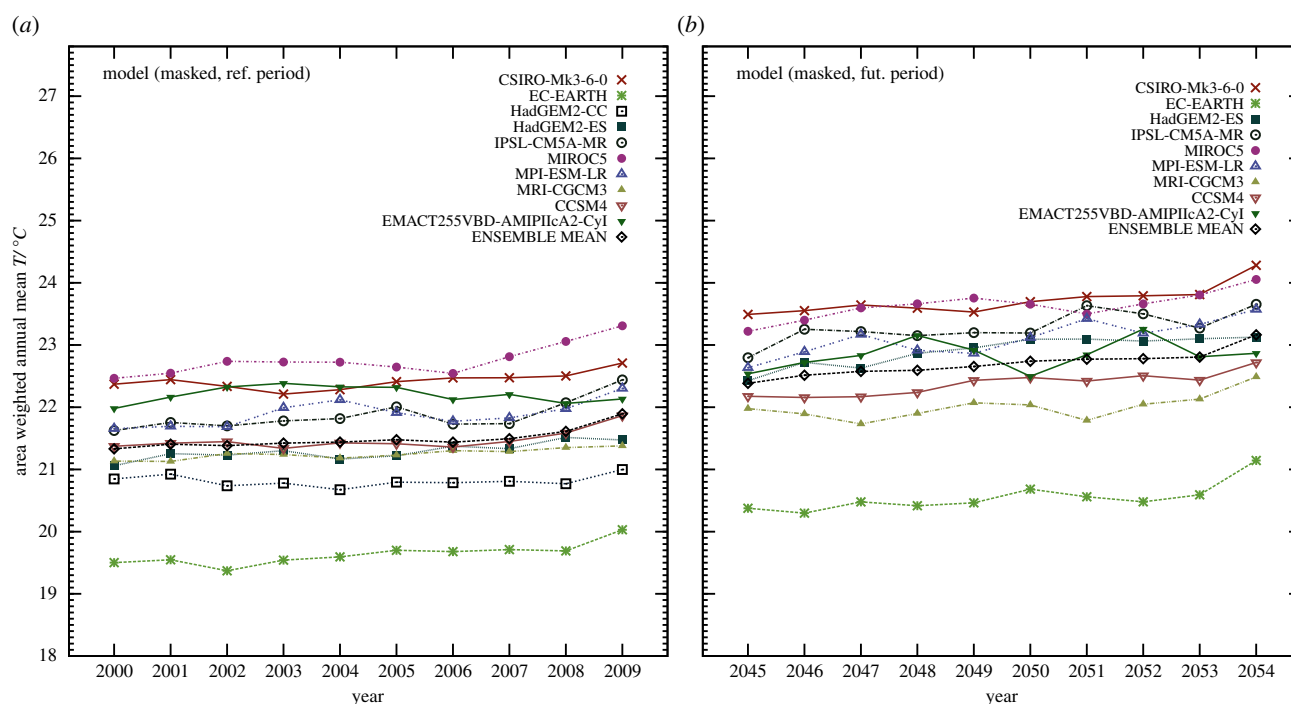 (a)
model (masked, ref. period)
CSIRO-Mk3-6-0
EC-EARTH
HadGEM2-CC
HadGEM2-ES
IPSL-CM5A-MR
MIROC5
MPI-ESM-LR
MRI-CGCM3
CCSM4
EMACT255VBD-AMIPIIcA2-CyI
ENSEMBLE MEAN
area weighted annual mean T/°C
27
26
25
24
23
22
21
20
19
18
2000 2001 2002 2003 2004 2005 2006 2007 2008 2009
year
(b)
model (masked, fut. period)
CSIRO-Mk3-6-0
EC-EARTH
HadGEM2-ES
IPSL-CM5A-MR
MIROC5
MPI-ESM-LR
MRI-CGCM3
CCSM4
EMACT255VBD-AMIPIIcA2-CyI
ENSEMBLE MEAN
2045 2046 2047 2048 2049 2050 2051 2052 2053 2054
year